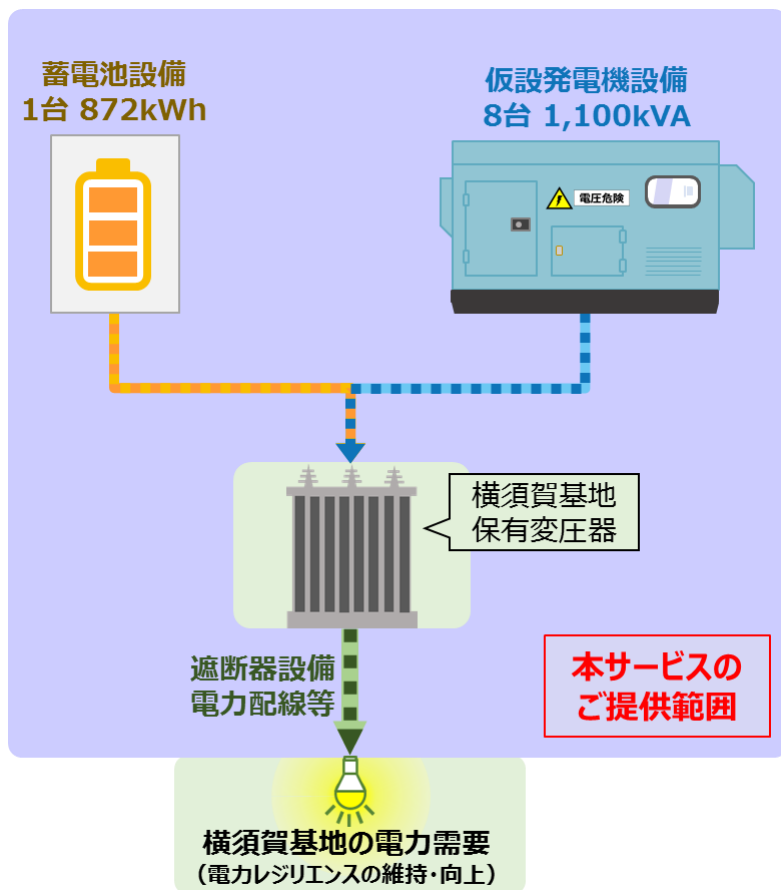 蓄電池設備
1台 872kWh
仮設発電機設備
8台 1,100kVA
電圧危険
横須賀基地
保有変圧器
遮断器設備
電力配線等
本サービスの
ご提供範囲
横須賀基地の電力需要
（電力レジリエンスの維持・向上）